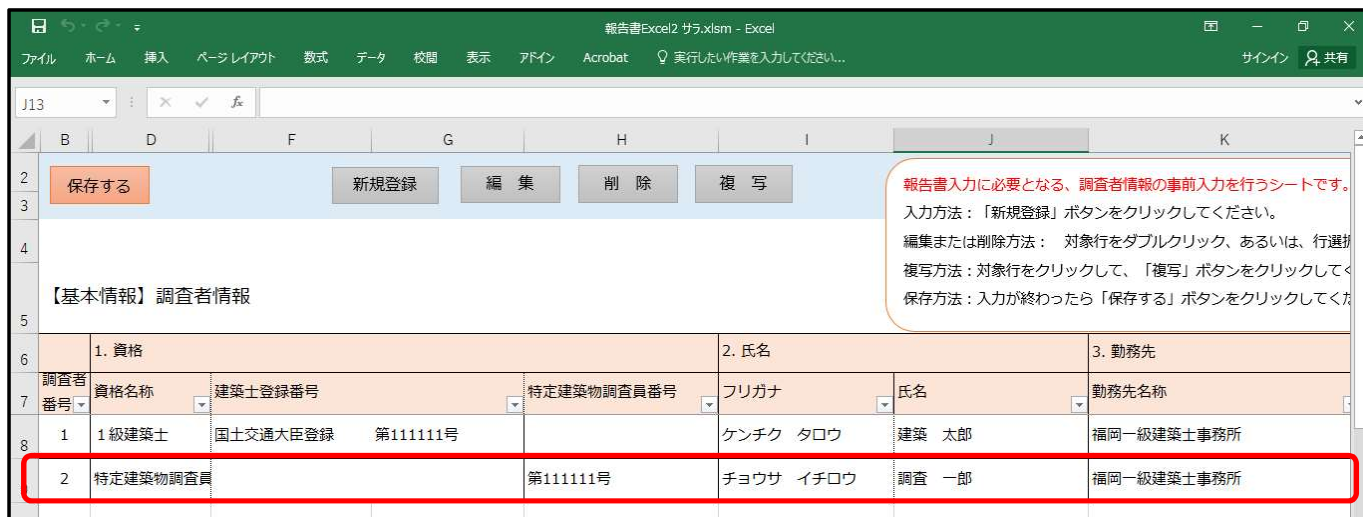 報告書Excel2 サラ.xlsm - Excel
ファイル ホーム 挿入 ページ レイアウト 数式 データ 校閲 表示 アドイン Acrobat 実行したい作業を入力してください... サインイン 共有
J13 fx
B D F G H I J K
2 保存する 新規登録 編 集 削 除 複 写
3
報告書入力に必要となる、調査者情報の事前入力を行うシートです。
入力方法：「新規登録」ボタンをクリックしてください。
4 編集または削除方法： 対象行をダブルクリック、あるいは、行選択
複写方法：対象行をクリックして、「複写」ボタンをクリックしてく
【基本情報】調査者情報
保存方法：入力が終わったら「保存する」ボタンをクリックしてくだ
5
6 1. 資格 2. 氏名 3. 勤務先
7 調査者番号 資格名称 建築士登録番号 特定建築物調査員番号 フリガナ 氏名 勤務先名称
8 1 １級建築士 国土交通大臣登録 第111111号 ケンチク タロウ 建築 太郎 福岡一級建築士事務所
2 特定建築物調査員 第111111号 チョウサ イチロウ 調査 一郎 福岡一級建築士事務所